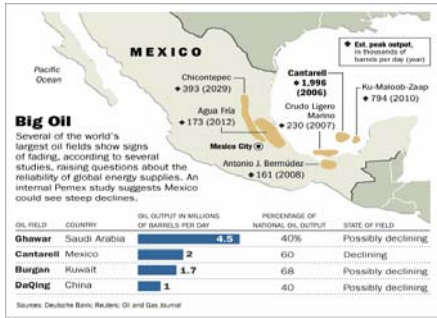 MEXICO
◆ Est. peak output,
in thousands of
barrels per day (year)
Pacific
Ocean
Chicontepec
◆ 393 (2029)
Cantarell
◆ 1,996
(2006)
Ku-Maloob-Zaap
◆ 794 (2010)
Agua Fría
◆ 173 (2012)
Crudo Ligero
Marino
◆ 230 (2007)
Mexico City
Antonio J. Bermúdez
◆ 161 (2008)
Big Oil
Several of the world's
largest oil fields show signs
of fading, according to several
studies, raising questions about the
reliability of global energy supplies. An
internal Pemex study suggests Mexico
could see steep declines.
OIL FIELD COUNTRY OIL OUTPUT IN MILLIONS OF BARRELS PER DAY PERCENTAGE OF NATIONAL OIL OUTPUT STATE OF FIELD
Ghawar Saudi Arabia 4.5 40% Possibly declining
Cantarell Mexico 2 60 Declining
Burgan Kuwait 1.7 68 Possibly declining
DaQing China 1 40 Possibly declining
Sources: Deutsche Bank; Reuters; Oil and Gas Journal